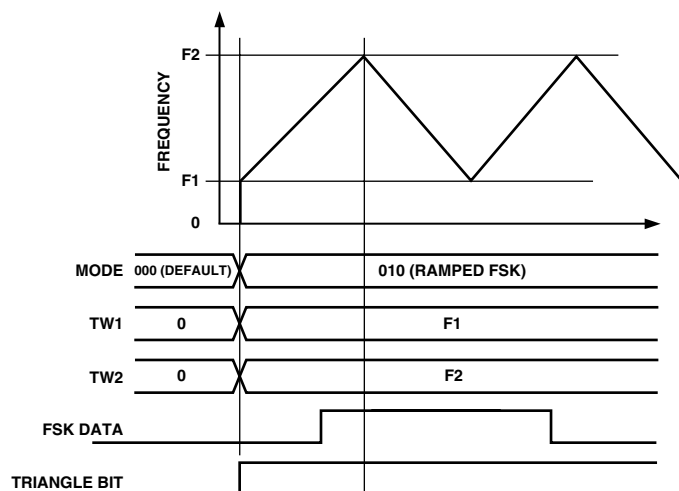 F2
FREQUENCY
F1
0
MODE 000 (DEFAULT) 010 (RAMPED FSK)
TW1 0 F1
TW2 0 F2
FSK DATA
TRIANGLE BIT